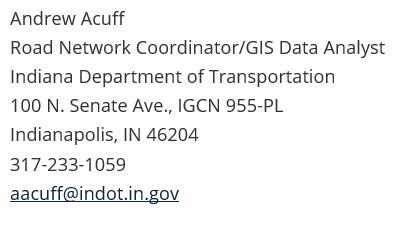 Andrew Acuff
Road Network Coordinator/GIS Data Analyst
Indiana Department of Transportation
100 N. Senate Ave., IGCN 955-PL
Indianapolis, IN 46204
317-233-1059
aacuff@indot.in.gov